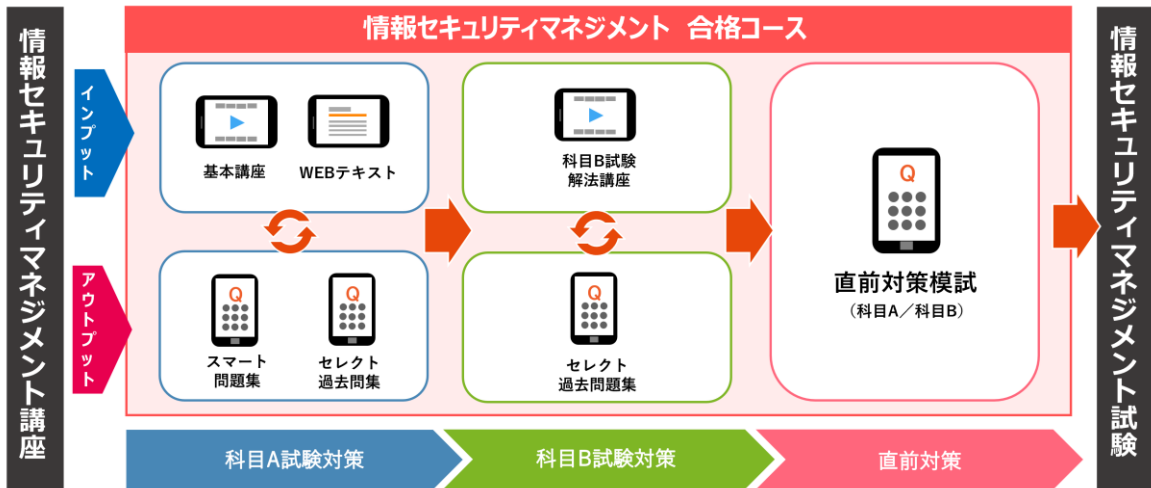 情報セキュリティマネジメント講座
情報セキュリティマネジメント 合格コース
インプット
基本講座
WEBテキスト
科目B試験
解法講座
アウトプット
Q
スマート
問題集
Q
セレクト
過去問集
Q
セレクト
過去問題集
Q
直前対策模試
（科目A／科目B）
科目A試験対策
科目B試験対策
直前対策
情報セキュリティマネジメント試験